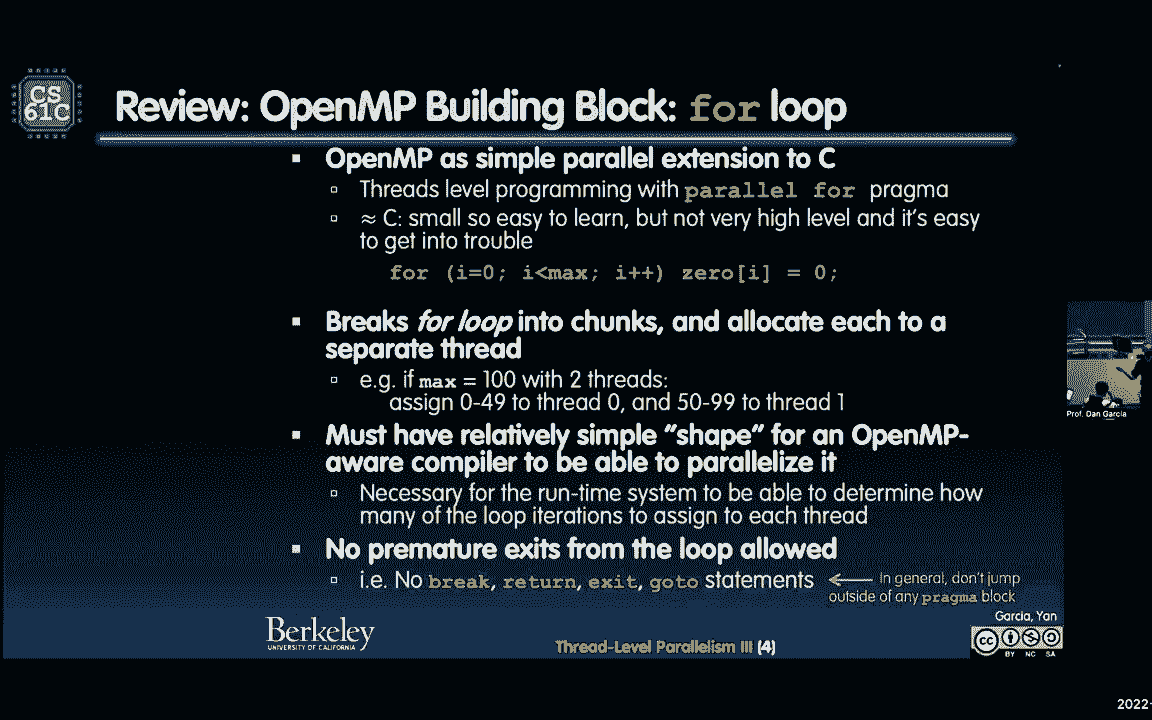 CS
61C
Review: OpenMP Building Block: for loop
▪ OpenMP as simple parallel extension to C
▫ Threads level programming with parallel for pragma
▫ ≈ C: small so easy to learn, but not very high level and it's easy
to get into trouble
for (i=0; i<max; i++) zero[i] = 0;
▪ Breaks for loop into chunks, and allocate each to a
separate thread
▫ e.g. if max = 100 with 2 threads:
assign 0-49 to thread 0, and 50-99 to thread 1
▪ Must have relatively simple "shape" for an OpenMP-
aware compiler to be able to parallelize it
▫ Necessary for the run-time system to be able to determine how
many of the loop iterations to assign to each thread
▪ No premature exits from the loop allowed
▫ i.e. No break, return, exit, goto statements
← In general, don't jump
outside of any pragma block
Prof. Dan Garcia
Garcia, Yan
Berkeley
UNIVERSITY OF CALIFORNIA
Thread-Level Parallelism III (4)
cc
BY NC SA
2022-